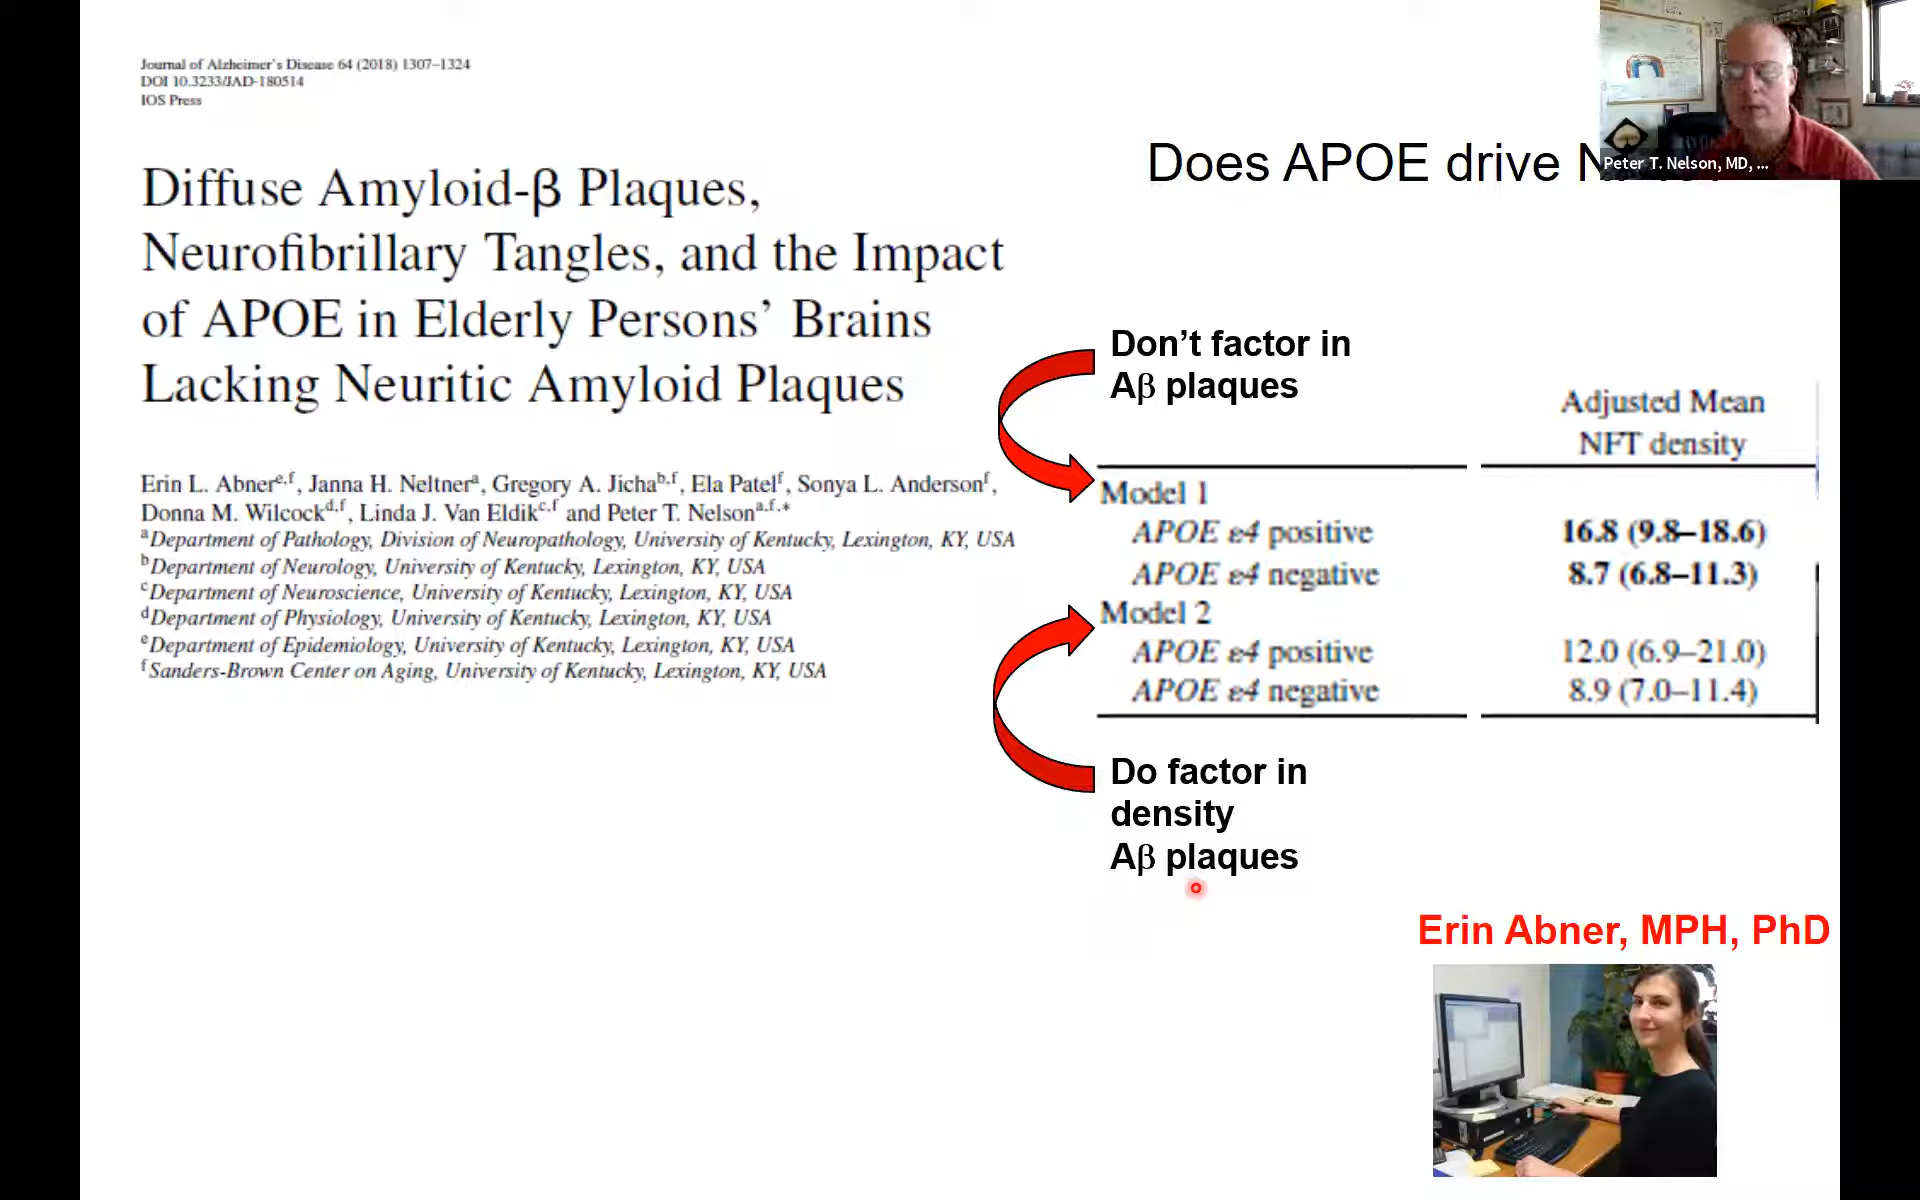 Journal of Alzheimer's Disease 64 (2018) 1307–1324
DOI 10.3233/JAD-180514
IOS Press
Peter T. Nelson, MD, ...
Does APOE drive
Diffuse Amyloid-β Plaques,
Neurofibrillary Tangles, and the Impact
of APOE in Elderly Persons' Brains
Lacking Neuritic Amyloid Plaques
Erin L. Abner^e,f, Janna H. Neltner^a, Gregory A. Jicha^b,f, Ela Patel^f, Sonya L. Anderson^f,
Donna M. Wilcock^d,f, Linda J. Van Eldik^c,f and Peter T. Nelson^a,f,*
^a Department of Pathology, Division of Neuropathology, University of Kentucky, Lexington, KY, USA
^b Department of Neurology, University of Kentucky, Lexington, KY, USA
^c Department of Neuroscience, University of Kentucky, Lexington, KY, USA
^d Department of Physiology, University of Kentucky, Lexington, KY, USA
^e Department of Epidemiology, University of Kentucky, Lexington, KY, USA
^f Sanders-Brown Center on Aging, University of Kentucky, Lexington, KY, USA
Don't factor in
Aβ plaques
Adjusted Mean
NFT density
Model 1
APOE ε4 positive 16.8 (9.8–18.6)
APOE ε4 negative 8.7 (6.8–11.3)
Model 2
APOE ε4 positive 12.0 (6.9–21.0)
APOE ε4 negative 8.9 (7.0–11.4)
Do factor in
density
Aβ plaques
Erin Abner, MPH, PhD